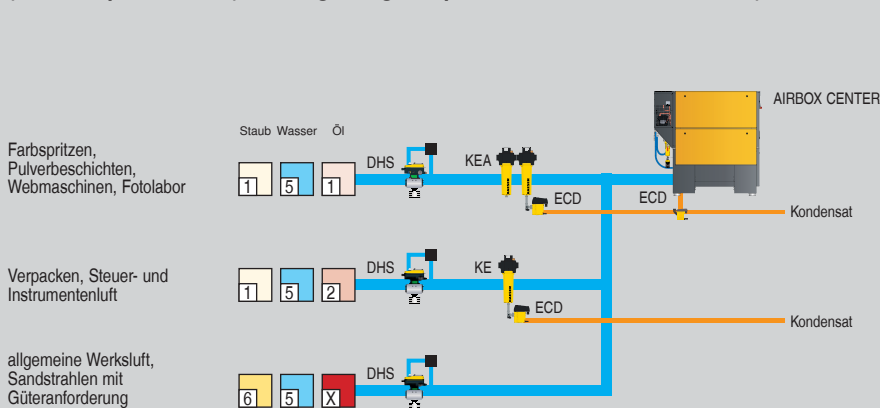 AIRBOX CENTER
Staub Wasser Öl
Farbspritzen,
Pulverbeschichten,
Webmaschinen, Fotolabor
1 5 1
DHS
KEA
ECD
ECD
Kondensat
Verpacken, Steuer- und
Instrumentenluft
1 5 2
DHS
KE
ECD
Kondensat
allgemeine Werksluft,
Sandstrahlen mit
Güteranforderung
6 5 X
DHS